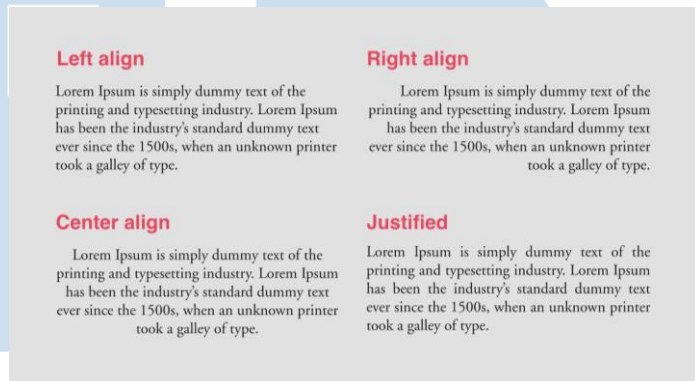 Left align
Lorem Ipsum is simply dummy text of the
printing and typesetting industry. Lorem Ipsum
has been the industry's standard dummy text
ever since the 1500s, when an unknown printer
took a galley of type.
Right align
Lorem Ipsum is simply dummy text of the
printing and typesetting industry. Lorem Ipsum
has been the industry's standard dummy text
ever since the 1500s, when an unknown printer
took a galley of type.
Center align
Lorem Ipsum is simply dummy text of the
printing and typesetting industry. Lorem Ipsum
has been the industry's standard dummy text
ever since the 1500s, when an unknown printer
took a galley of type.
Justified
Lorem Ipsum is simply dummy text of the
printing and typesetting industry. Lorem Ipsum
has been the industry's standard dummy text
ever since the 1500s, when an unknown printer
took a galley of type.